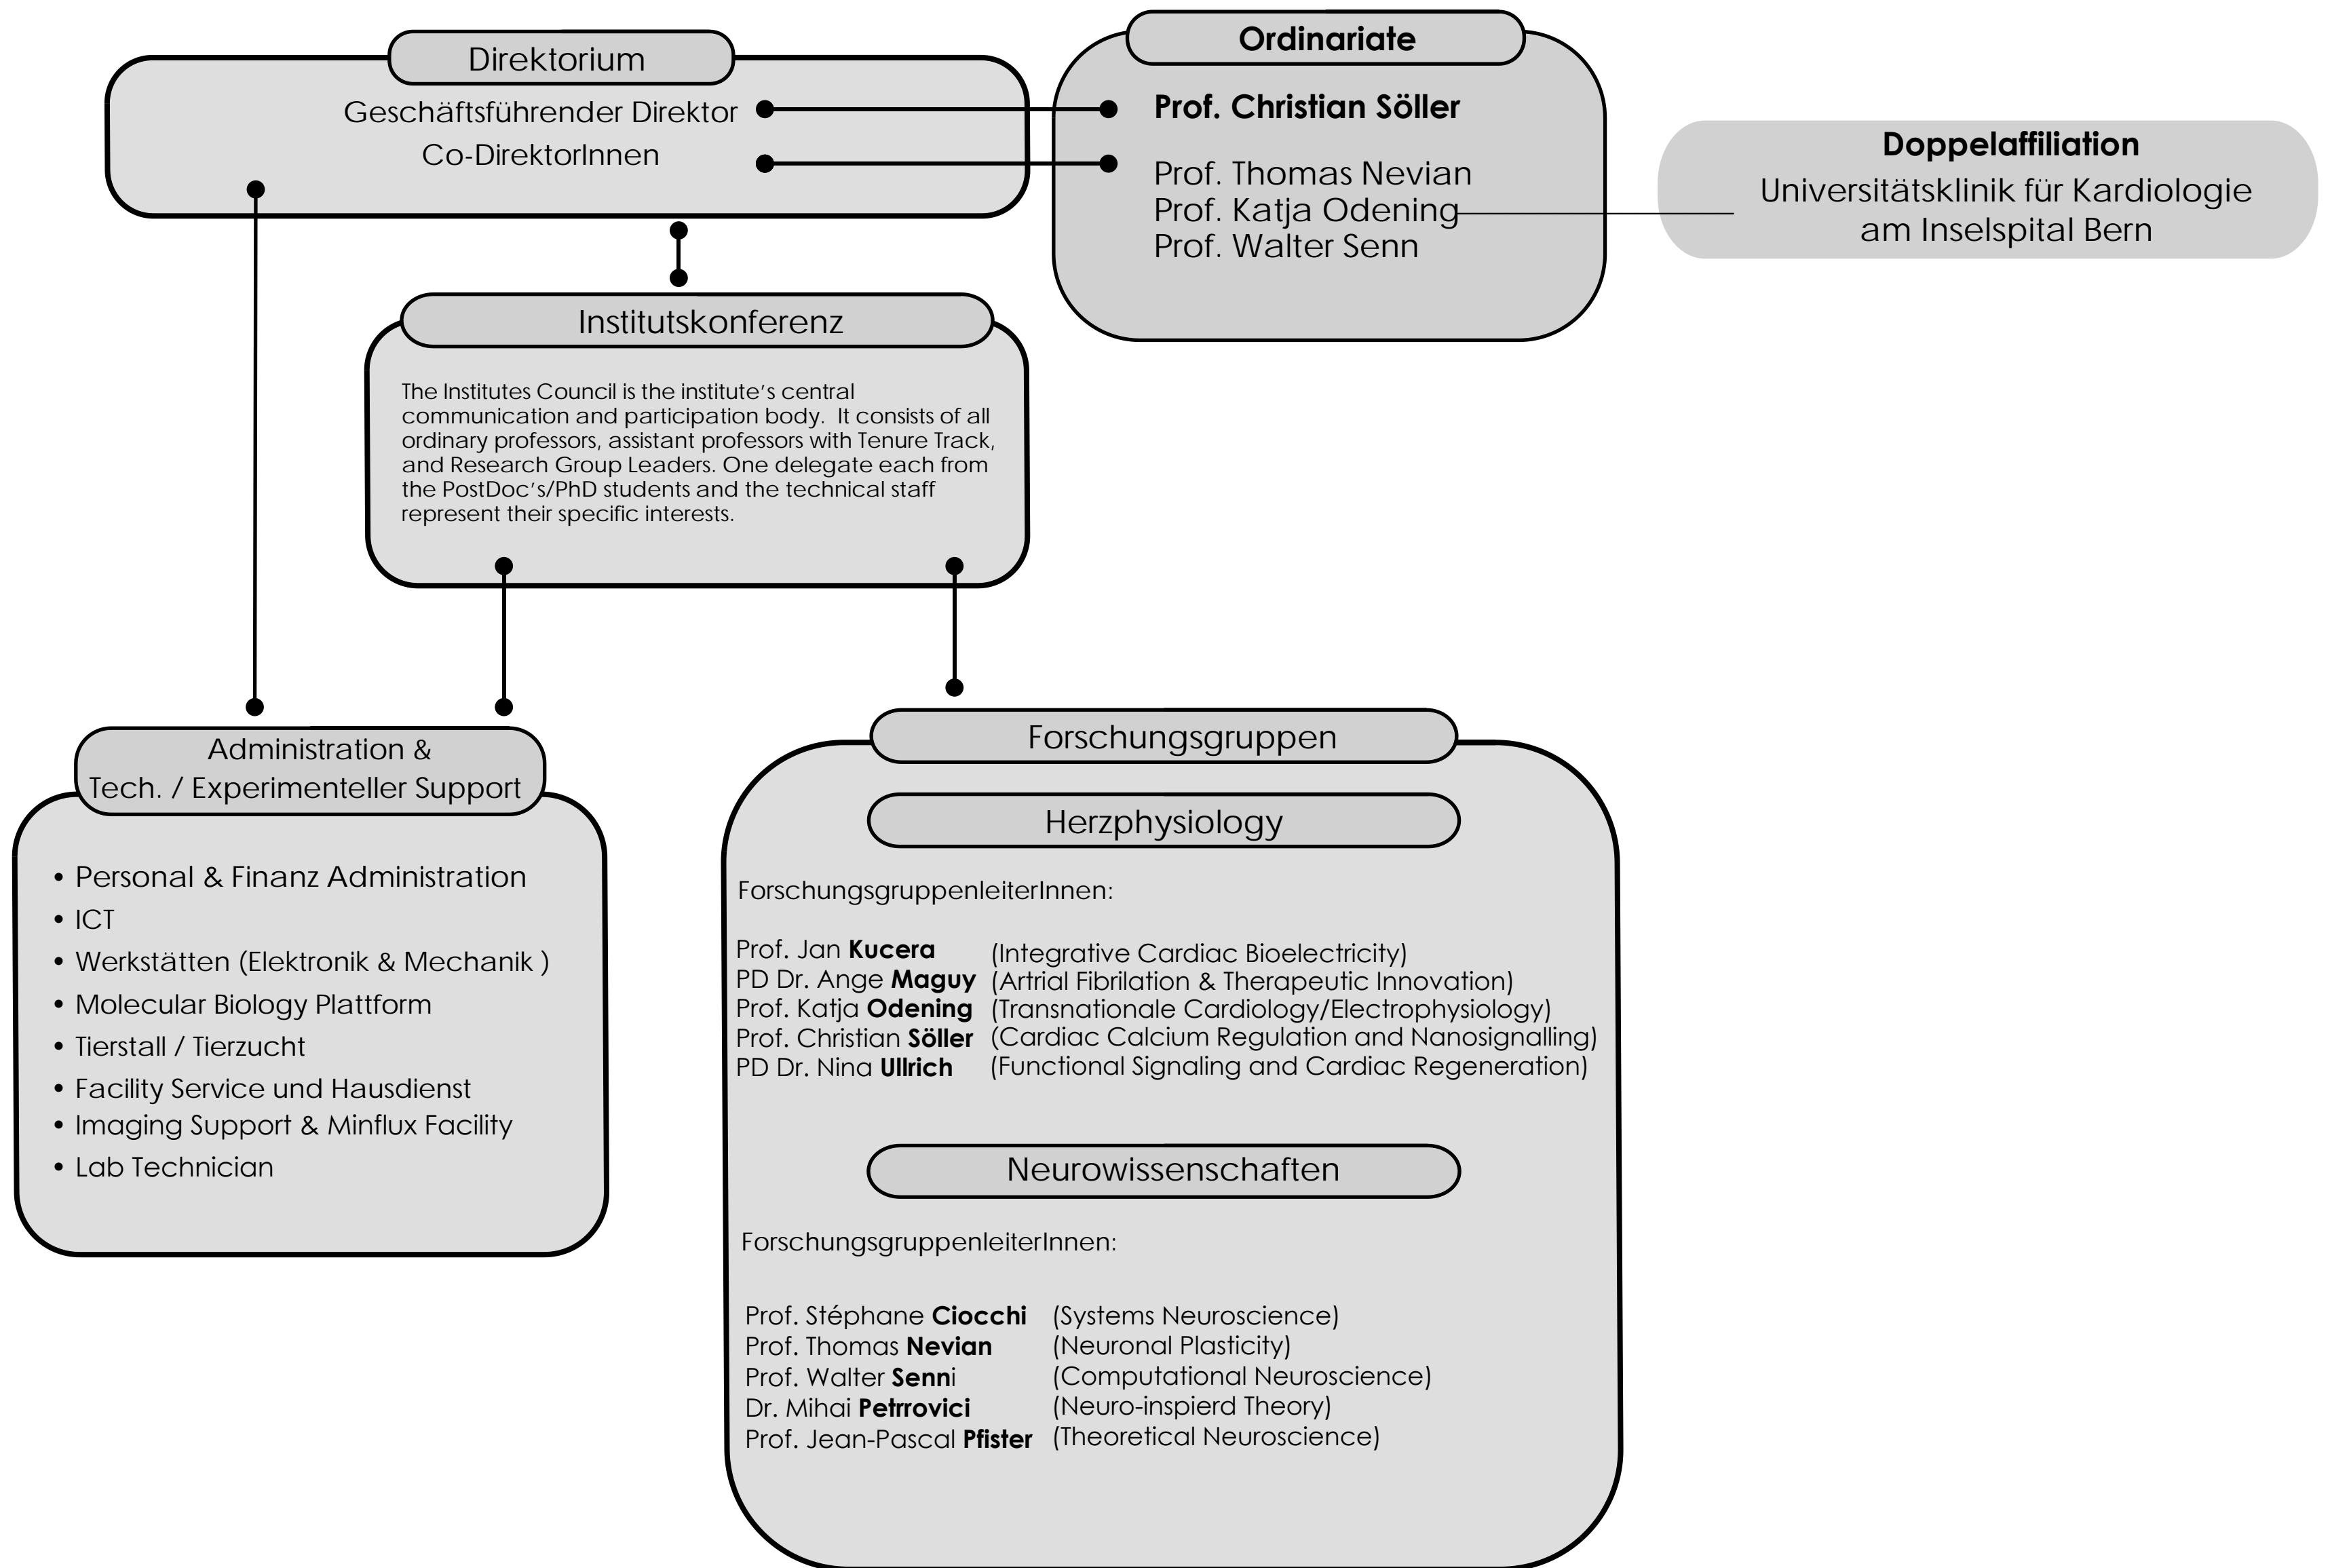 Direktorium
Geschäftsführender Direktor
Co-DirektorInnen
Ordinariate
Prof. Christian Söller
Prof. Thomas Nevian
Prof. Katja Odening
Prof. Walter Senn
Doppelaffiliation
Universitätsklinik für Kardiologie
am Inselspital Bern
Institutskonferenz
The Institutes Council is the institute's central
communication and participation body.  It consists of all
ordinary professors, assistant professors with Tenure Track,
and Research Group Leaders. One delegate each from
the PostDoc's/PhD students and the technical staff
represent their specific interests.
Administration &
Tech. / Experimenteller Support
• Personal & Finanz Administration
• ICT
• Werkstätten (Elektronik & Mechanik )
• Molecular Biology Plattform
• Tierstall / Tierzucht
• Facility Service und Hausdienst
• Imaging Support & Minflux Facility
• Lab Technician
Forschungsgruppen
Herzphysiology
ForschungsgruppenleiterInnen:
Prof. Jan Kucera (Integrative Cardiac Bioelectricity)
PD Dr. Ange Maguy (Artrial Fibrilation & Therapeutic Innovation)
Prof. Katja Odening (Transnationale Cardiology/Electrophysiology)
Prof. Christian Söller (Cardiac Calcium Regulation and Nanosignalling)
PD Dr. Nina Ullrich (Functional Signaling and Cardiac Regeneration)
Neurowissenschaften
ForschungsgruppenleiterInnen:
Prof. Stéphane Ciocchi (Systems Neuroscience)
Prof. Thomas Nevian (Neuronal Plasticity)
Prof. Walter Senni (Computational Neuroscience)
Dr. Mihai Petrrovici (Neuro-inspierd Theory)
Prof. Jean-Pascal Pfister (Theoretical Neuroscience)